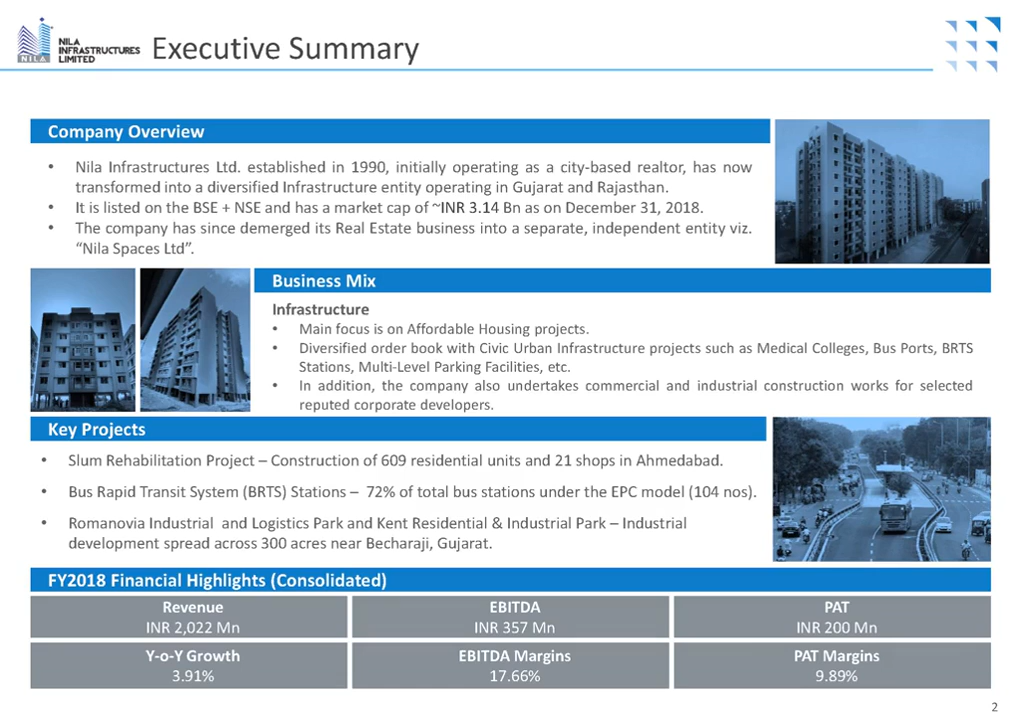 NILA
INFRASTRUCTURES
LIMITED
NILA
Executive Summary
Company Overview
• Nila Infrastructures Ltd. established in 1990, initially operating as a city-based realtor, has now
transformed into a diversified Infrastructure entity operating in Gujarat and Rajasthan.
• It is listed on the BSE + NSE and has a market cap of ~INR 3.14 Bn as on December 31, 2018.
• The company has since demerged its Real Estate business into a separate, independent entity viz.
“Nila Spaces Ltd”.
Business Mix
Infrastructure
• Main focus is on Affordable Housing projects.
• Diversified order book with Civic Urban Infrastructure projects such as Medical Colleges, Bus Ports, BRTS
Stations, Multi-Level Parking Facilities, etc.
• In addition, the company also undertakes commercial and industrial construction works for selected
reputed corporate developers.
Key Projects
• Slum Rehabilitation Project – Construction of 609 residential units and 21 shops in Ahmedabad.
• Bus Rapid Transit System (BRTS) Stations – 72% of total bus stations under the EPC model (104 nos).
• Romanovia Industrial and Logistics Park and Kent Residential & Industrial Park – Industrial
development spread across 300 acres near Becharaji, Gujarat.
FY2018 Financial Highlights (Consolidated)
Revenue
INR 2,022 Mn
EBITDA
INR 357 Mn
PAT
INR 200 Mn
Y-o-Y Growth
3.91%
EBITDA Margins
17.66%
PAT Margins
9.89%
2